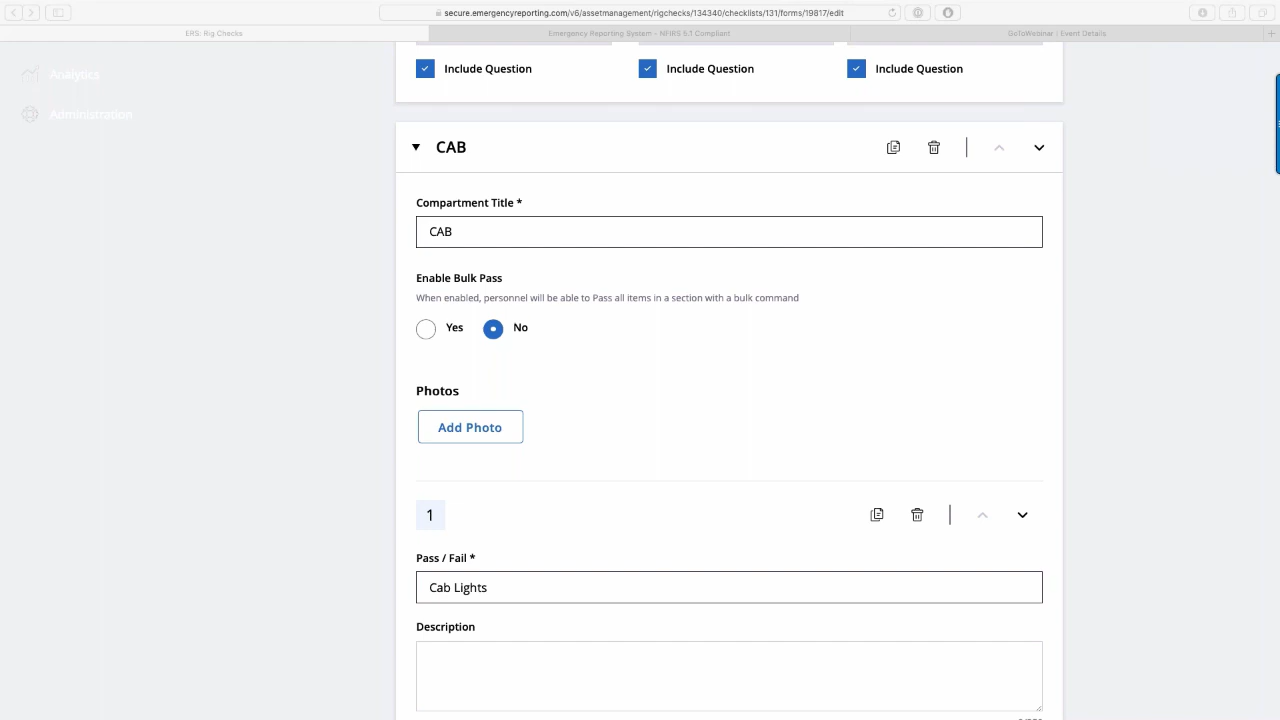 secure.emergencyreporting.com/v6/assetmanagement/rigchecks/134340/checklists/131/forms/19817/edit
ERS: Rig Checks
Emergency Reporting System - NFIRS 5.1 Compliant
GoToWebinar | Event Details
Analytics
Administration
Include Question
Include Question
Include Question
CAB
Compartment Title *
CAB
Enable Bulk Pass
When enabled, personnel will be able to Pass all items in a section with a bulk command
Yes
No
Photos
Add Photo
1
Pass / Fail *
Cab Lights
Description